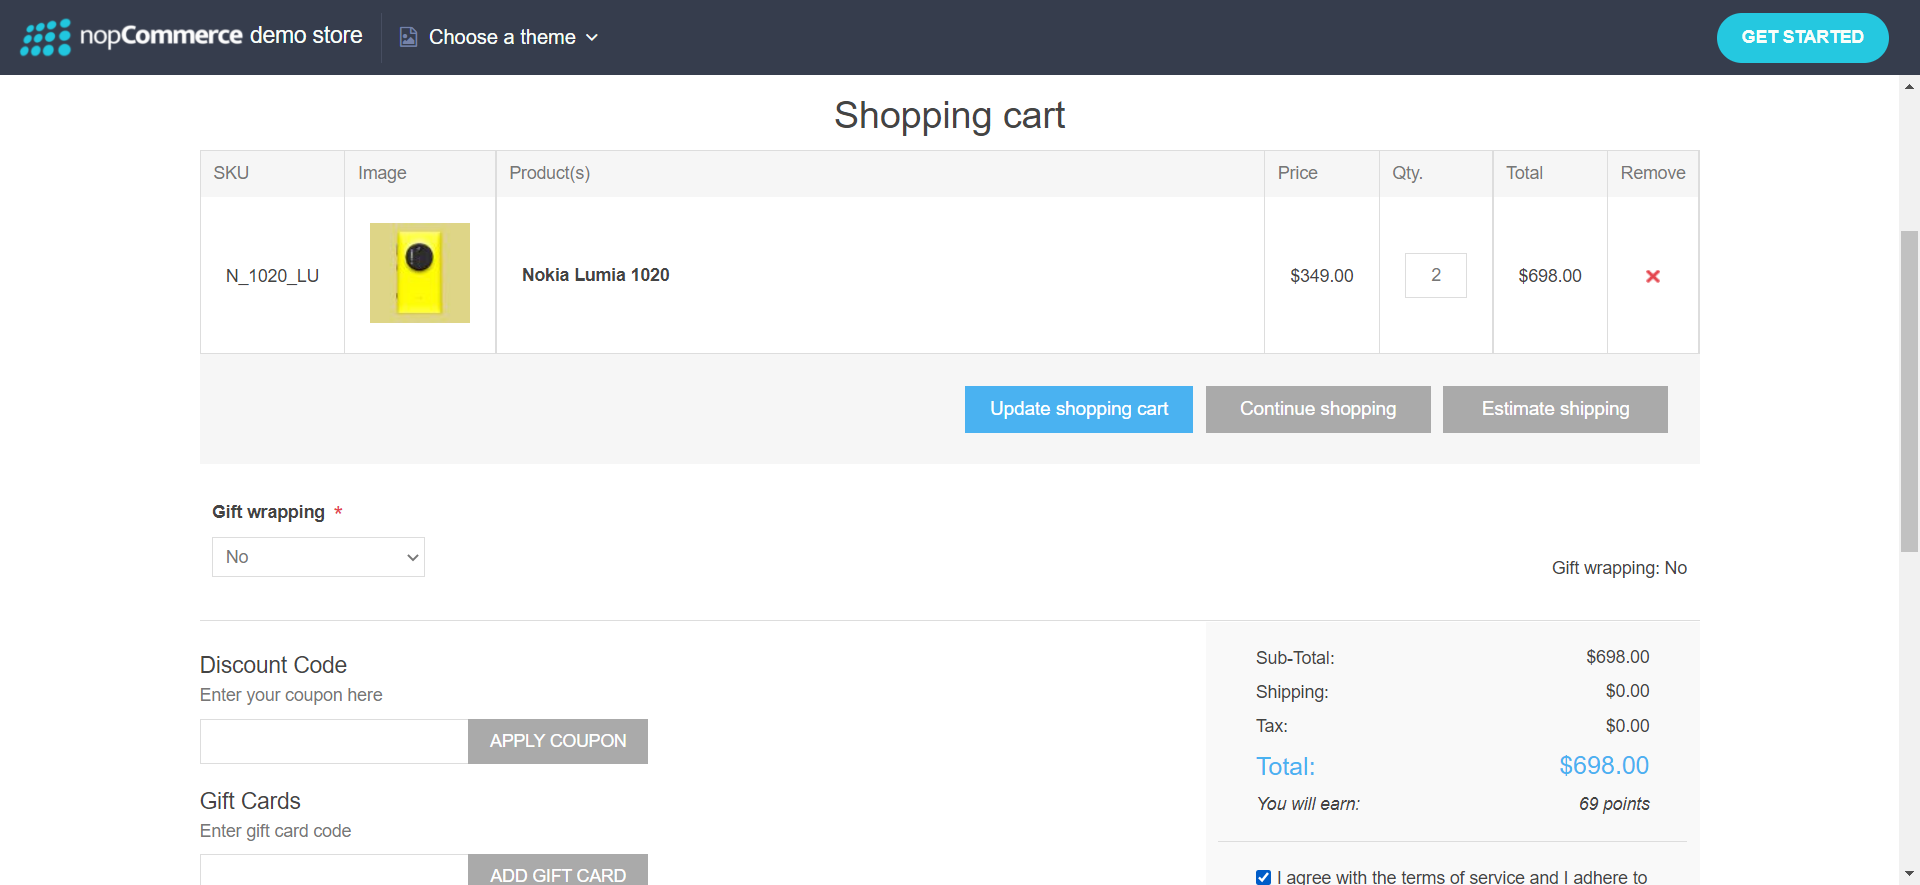 nopCommerce demo store
Choose a theme
GET STARTED
Shopping cart
SKU Image Product(s) Price Qty. Total Remove
N_1020_LU Nokia Lumia 1020 $349.00 2 $698.00
Update shopping cart Continue shopping Estimate shipping
Gift wrapping *
No
Gift wrapping: No
Discount Code
Enter your coupon here
APPLY COUPON
Gift Cards
Enter gift card code
ADD GIFT CARD
Sub-Total: $698.00
Shipping: $0.00
Tax: $0.00
Total: $698.00
You will earn: 69 points
I agree with the terms of service and I adhere to